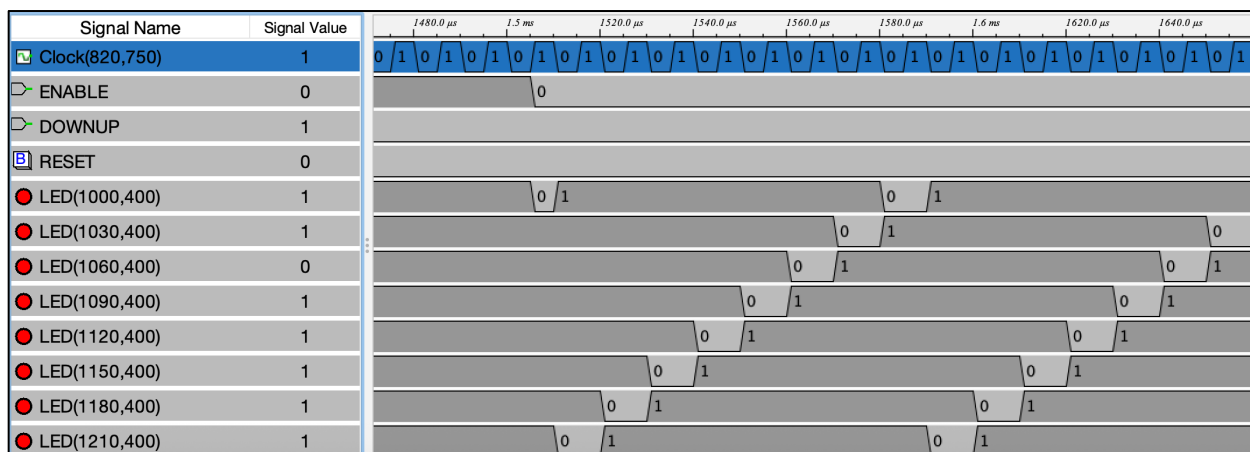 Signal Name Signal Value 1480.0 µs 1.5 ms 1520.0 µs 1540.0 µs 1560.0 µs 1580.0 µs 1.6 ms 1620.0 µs 1640.0 µs
Clock(820,750) 1 0 1 0 1 0 1 0 1 0 1 0 1 0 1 0 1 0 1 0 1 0 1 0 1 0 1 0 1 0 1 0 1 0 1 0 1 0 1
ENABLE 0 0
DOWNUP 1
B RESET 0
LED(1000,400) 1 0 1 0 1
LED(1030,400) 1 0 1 0
LED(1060,400) 0 0 1 0 1
LED(1090,400) 1 0 1 0 1
LED(1120,400) 1 0 1 0 1
LED(1150,400) 1 0 1 0 1
LED(1180,400) 1 0 1 0 1
LED(1210,400) 1 0 1 0 1